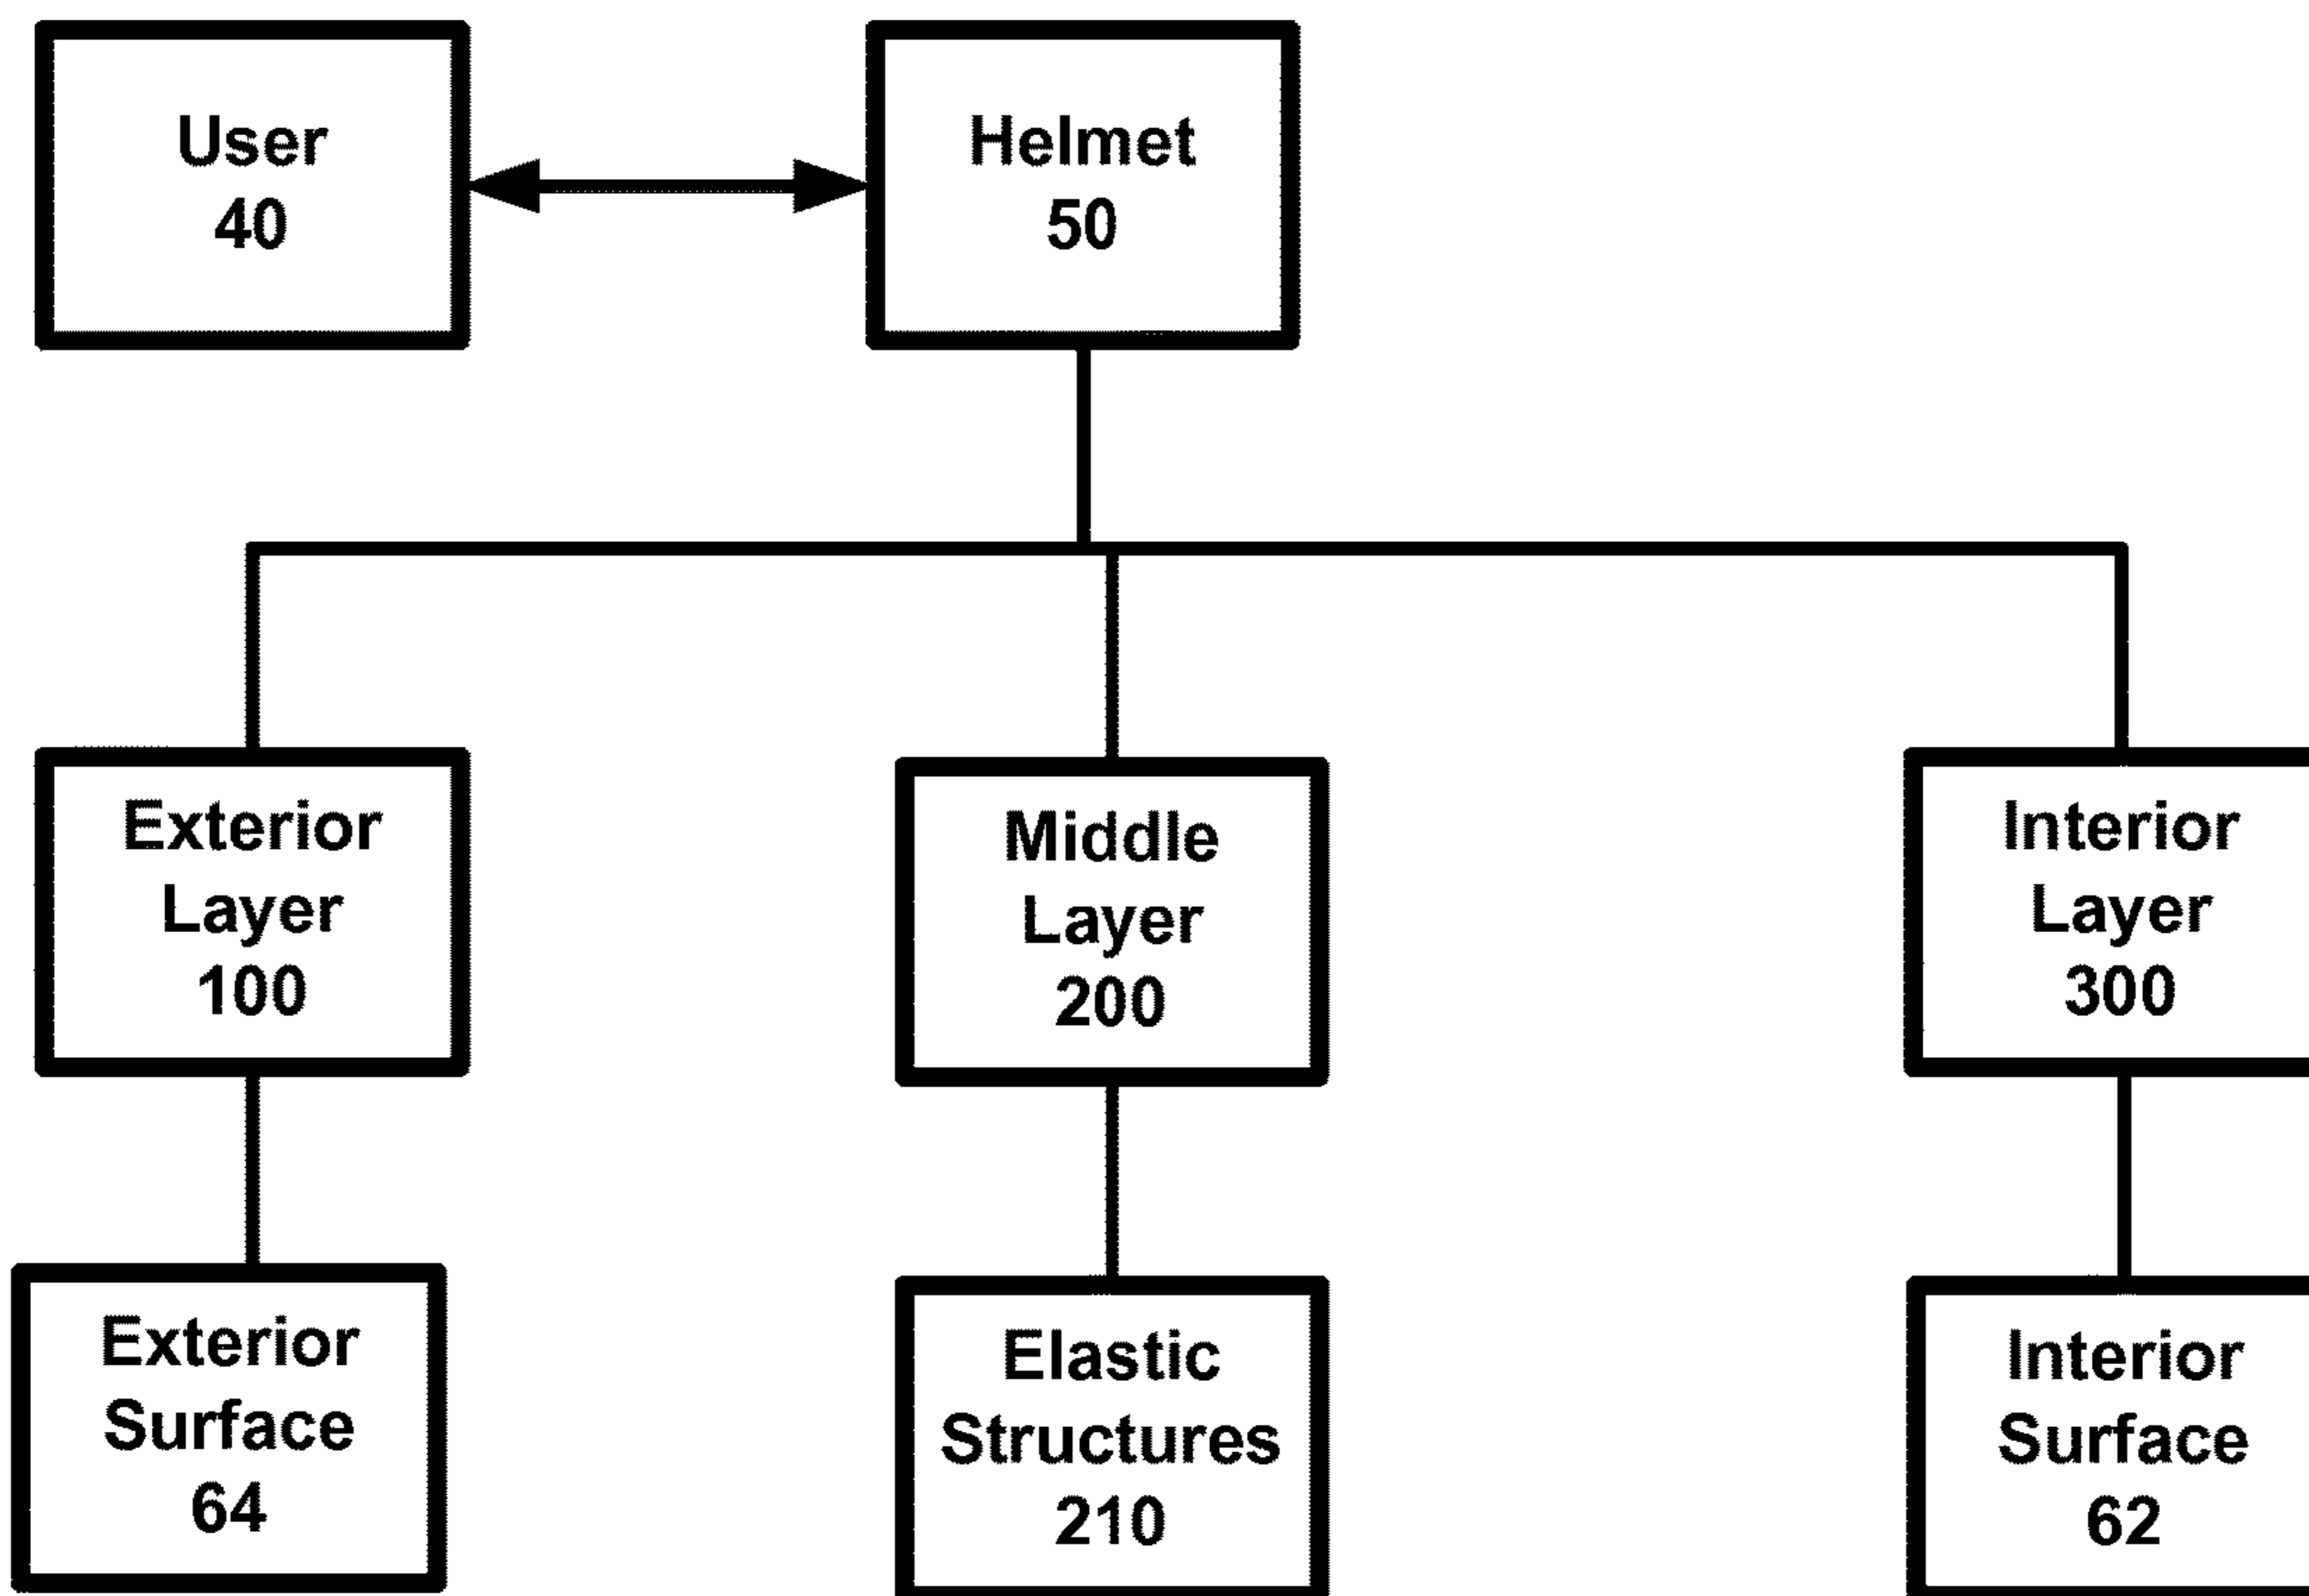 User
40
Helmet
50
Exterior
Layer
100
Middle
Layer
200
Interior
Layer
300
Exterior
Surface
64
Elastic
Structures
210
Interior
Surface
62